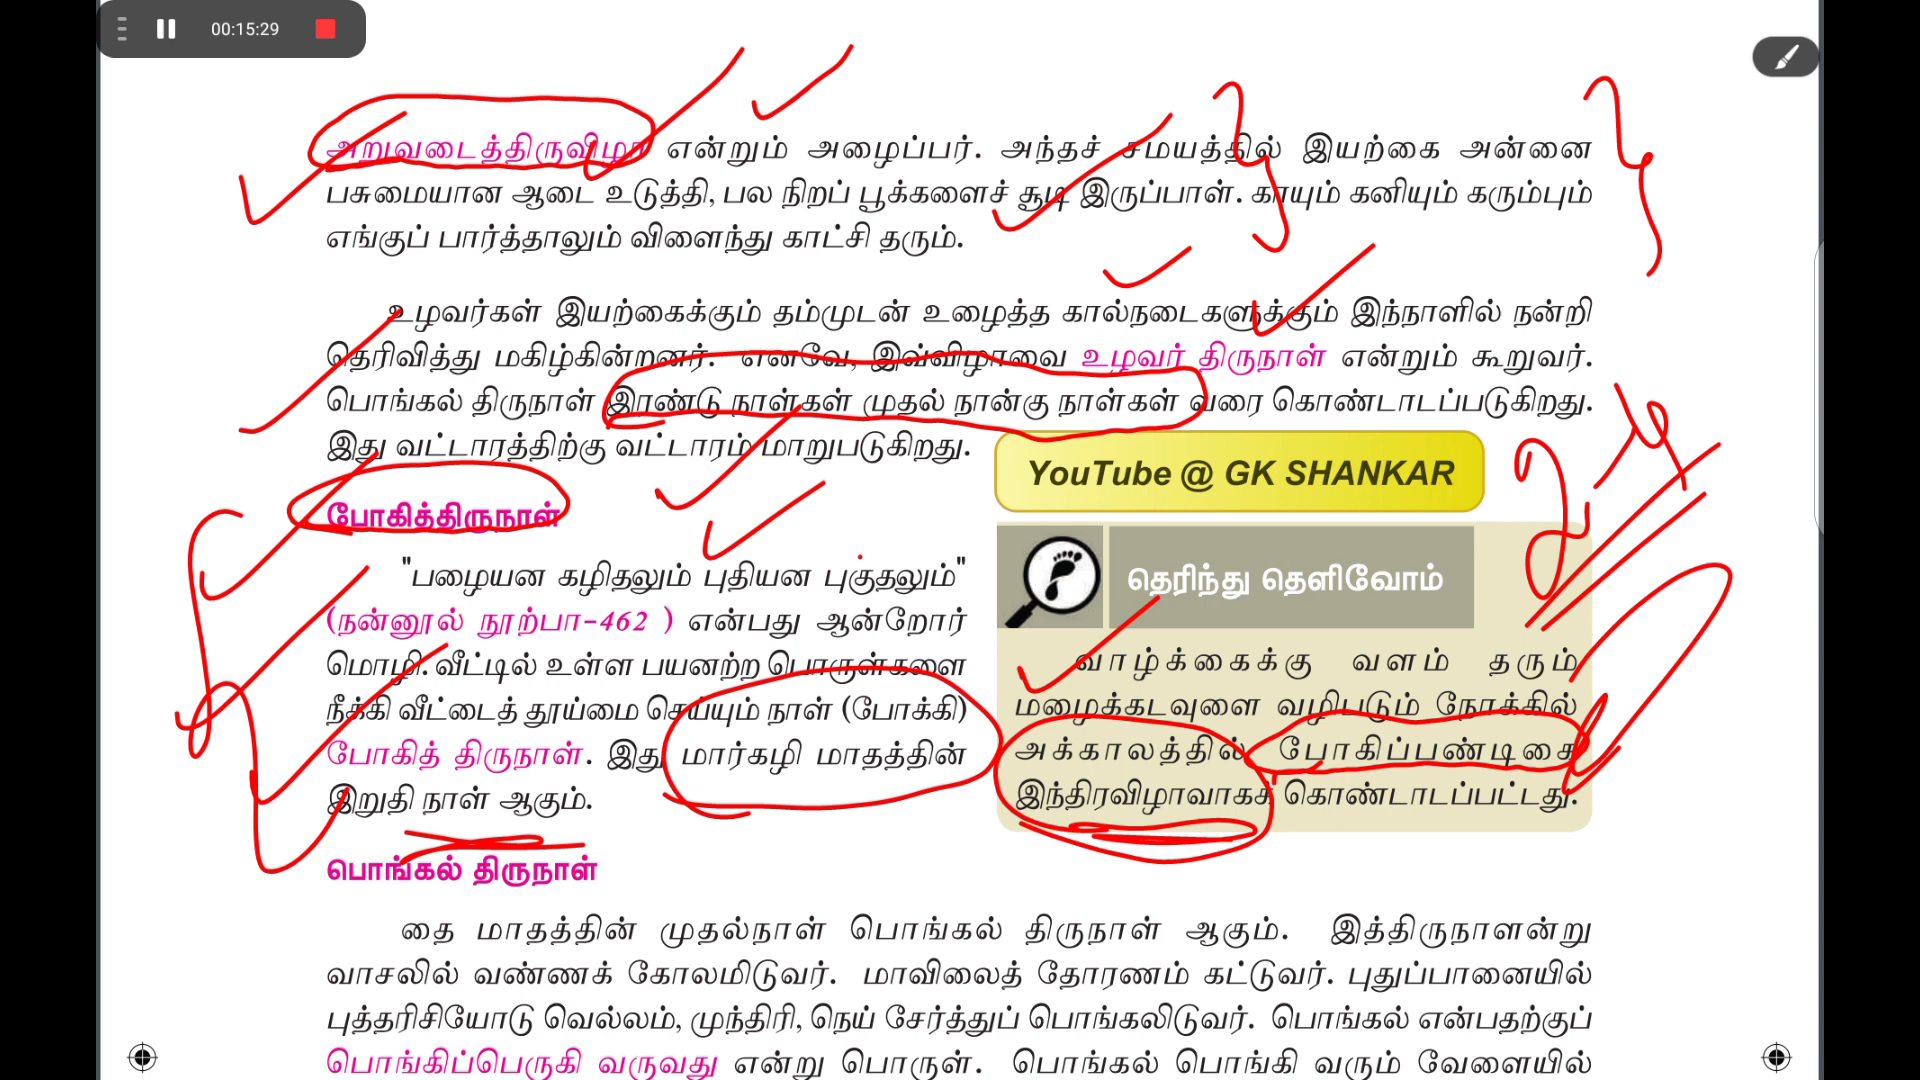 00:15:29
அறுவடைத்திருவிழா என்றும் அழைப்பர். அந்தச் சமயத்தில் இயற்கை அன்னை
பசுமையான ஆடை உடுத்தி, பல நிறப் பூக்களைச் சூடி இருப்பாள். காயும் கனியும் கரும்பும்
எங்குப் பார்த்தாலும் விளைந்து காட்சி தரும்.
உழவர்கள் இயற்கைக்கும் தம்முடன் உழைத்த கால்நடைகளுக்கும் இந்நாளில் நன்றி
தெரிவித்து மகிழ்கின்றனர். எனவே, இவ்விழாவை உழவர் திருநாள் என்றும் கூறுவர்.
பொங்கல் திருநாள் இரண்டு நாள்கள் முதல் நான்கு நாள்கள் வரை கொண்டாடப்படுகிறது.
இது வட்டாரத்திற்கு வட்டாரம் மாறுபடுகிறது.
2-4
YouTube @ GK SHANKAR
போகித்திருநாள்
"பழையன கழிதலும் புதியன புகுதலும்"
(நன்னூல் நூற்பா-462 ) என்பது ஆன்றோர்
மொழி. வீட்டில் உள்ள பயனற்ற பொருள்களை
நீக்கி வீட்டைத் தூய்மை செய்யும் நாள் (போக்கி)
போகித் திருநாள். இது மார்கழி மாதத்தின்
இறுதி நாள் ஆகும்.
தெரிந்து தெளிவோம்
வாழ்க்கைக்கு வளம் தரும்
மழைக்கடவுளை வழிபடும் நோக்கில்
அக்காலத்தில் போகிப்பண்டிகை
இந்திரவிழாவாகக் கொண்டாடப்பட்டது.
பொங்கல் திருநாள்
தை மாதத்தின் முதல்நாள் பொங்கல் திருநாள் ஆகும். இத்திருநாளன்று
வாசலில் வண்ணக் கோலமிடுவர். மாவிலைத் தோரணம் கட்டுவர். புதுப்பானையில்
புத்தரிசியோடு வெல்லம், முந்திரி, நெய் சேர்த்துப் பொங்கலிடுவர். பொங்கல் என்பதற்குப்
பொங்கிப்பெருகி வருவது என்று பொருள். பொங்கல் பொங்கி வரும் வேளையில்